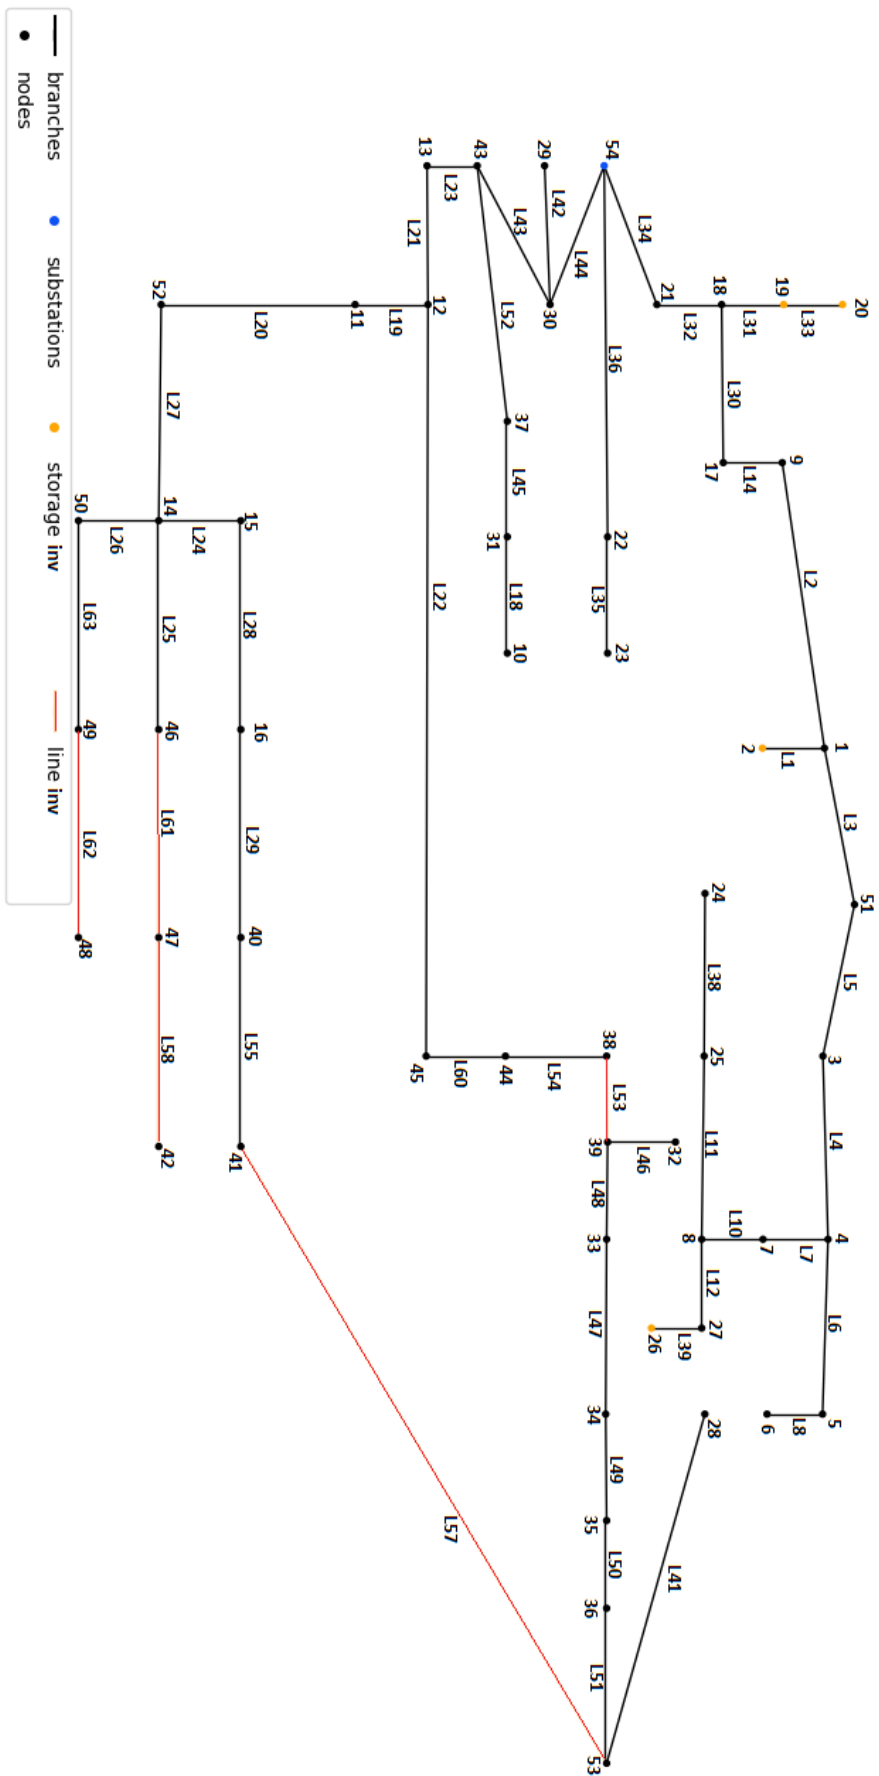 51
20
L3
L5
1
3
4
L4
L6
5
L2
L33
L7
L8
9
19
1
L1
7
6
L31
L14
2
L30
L10
18
24
L38
25
L11
L12
27
28
17
L32
8
L39
21
L41
32
26
L34
L46
23
22
L36
L50
L49
L53
54
38
L35
L48
L47
L51
39
33
34
35
36
53
L44
L42
L54
30
29
37
10
L43
L45
L18
L52
44
31
43
L60
L23
L57
12
L22
13
45
L21
L19
11
L20
16
15
L28
L29
40
L55
41
L24
L27
14
46
47
42
L25
L61
L58
52
L26
49
48
L63
L62
50
branches
substations
storage inv
line inv
nodes